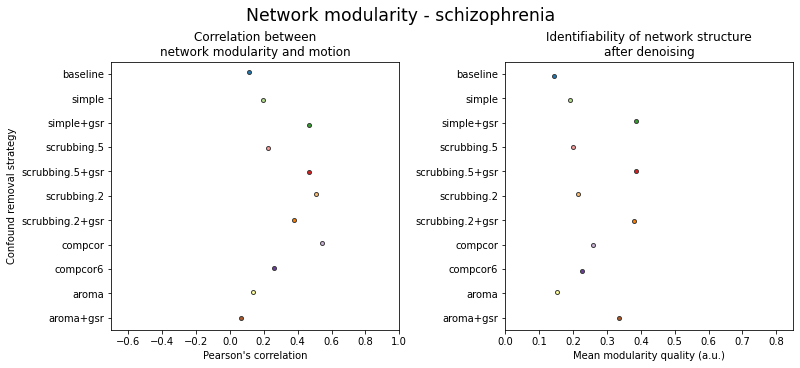 Network modularity - schizophrenia
Correlation between
network modularity and motion
Confound removal strategy
baseline
simple
simple+gsr
scrubbing.5
scrubbing.5+gsr
scrubbing.2
scrubbing.2+gsr
compcor
compcor6
aroma
aroma+gsr
−0.6 −0.4 −0.2 0.0 0.2 0.4 0.6 0.8 1.0
Pearson's correlation
Identifiability of network structure
after denoising
baseline
simple
simple+gsr
scrubbing.5
scrubbing.5+gsr
scrubbing.2
scrubbing.2+gsr
compcor
compcor6
aroma
aroma+gsr
0.0 0.1 0.2 0.3 0.4 0.5 0.6 0.7 0.8
Mean modularity quality (a.u.)